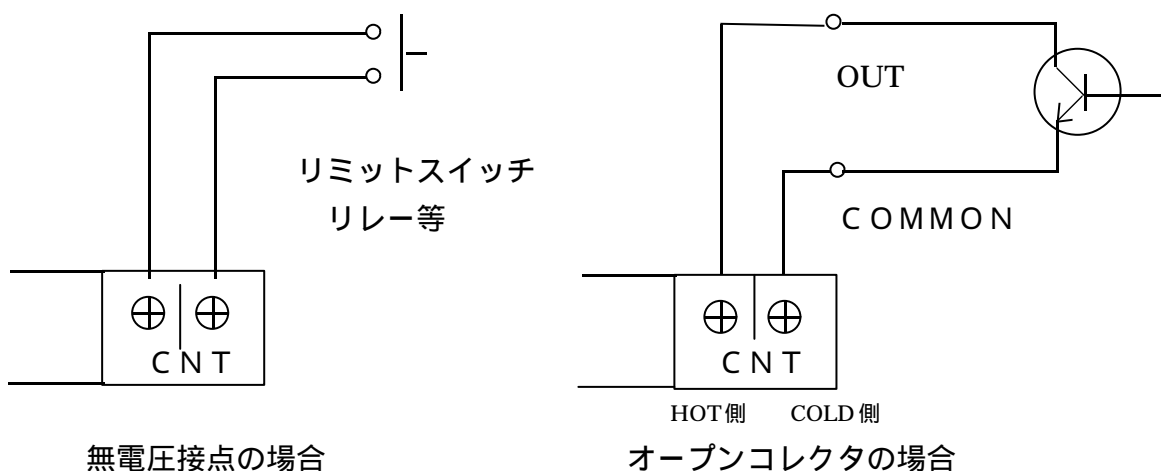 リミットスイッチ
リレー等
ＣＮＴ
無電圧接点の場合
OUT
ＣＯＭＭＯＮ
ＣＮＴ
HOT側 COLD側
オープンコレクタの場合